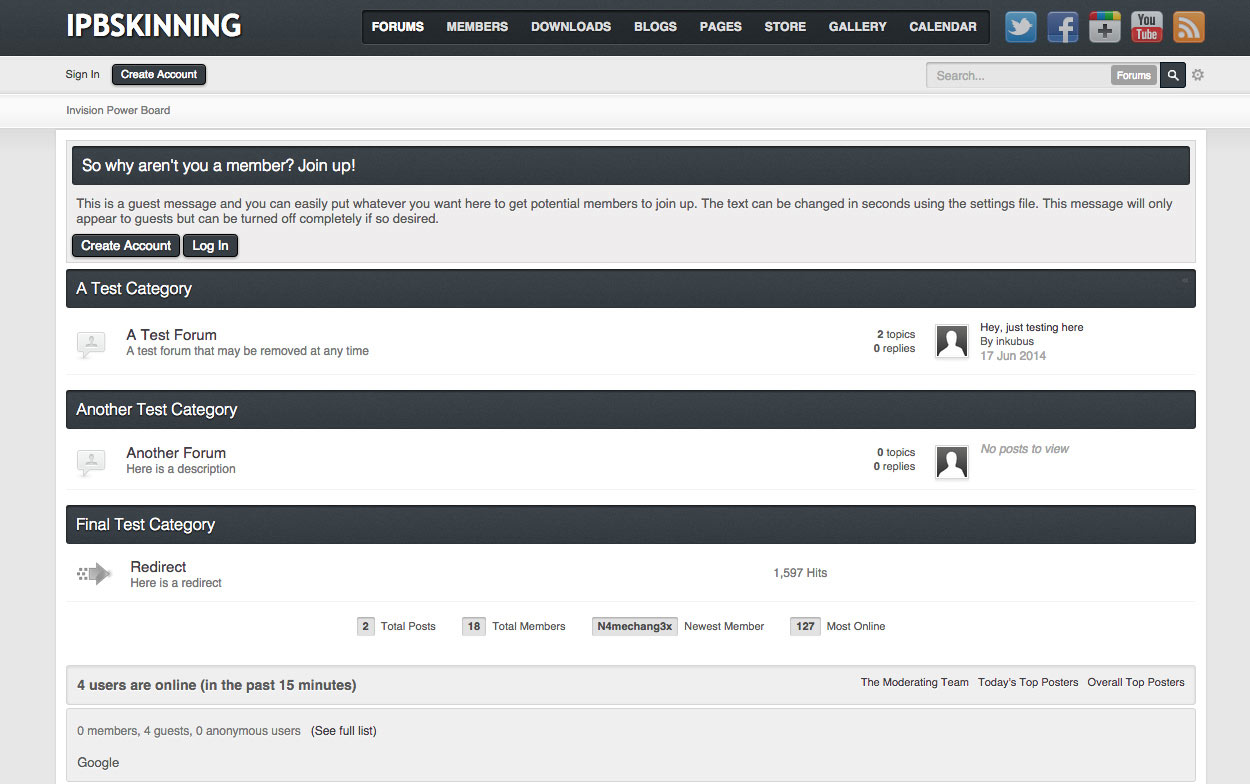 IPBSKINNING
FORUMS MEMBERS DOWNLOADS BLOGS PAGES STORE GALLERY CALENDAR
You
Tube
Sign In Create Account
Search... Forums
Invision Power Board
So why aren't you a member? Join up!
This is a guest message and you can easily put whatever you want here to get potential members to join up. The text can be changed in seconds using the settings file. This message will only
appear to guests but can be turned off completely if so desired.
Create Account Log In
A Test Category
A Test Forum
A test forum that may be removed at any time
2 topics
0 replies
Hey, just testing here
By inkubus
17 Jun 2014
Another Test Category
Another Forum
Here is a description
0 topics
0 replies
No posts to view
Final Test Category
Redirect
Here is a redirect
1,597 Hits
2 Total Posts 18 Total Members N4mechang3x Newest Member 127 Most Online
4 users are online (in the past 15 minutes)
The Moderating Team Today's Top Posters Overall Top Posters
0 members, 4 guests, 0 anonymous users (See full list)
Google